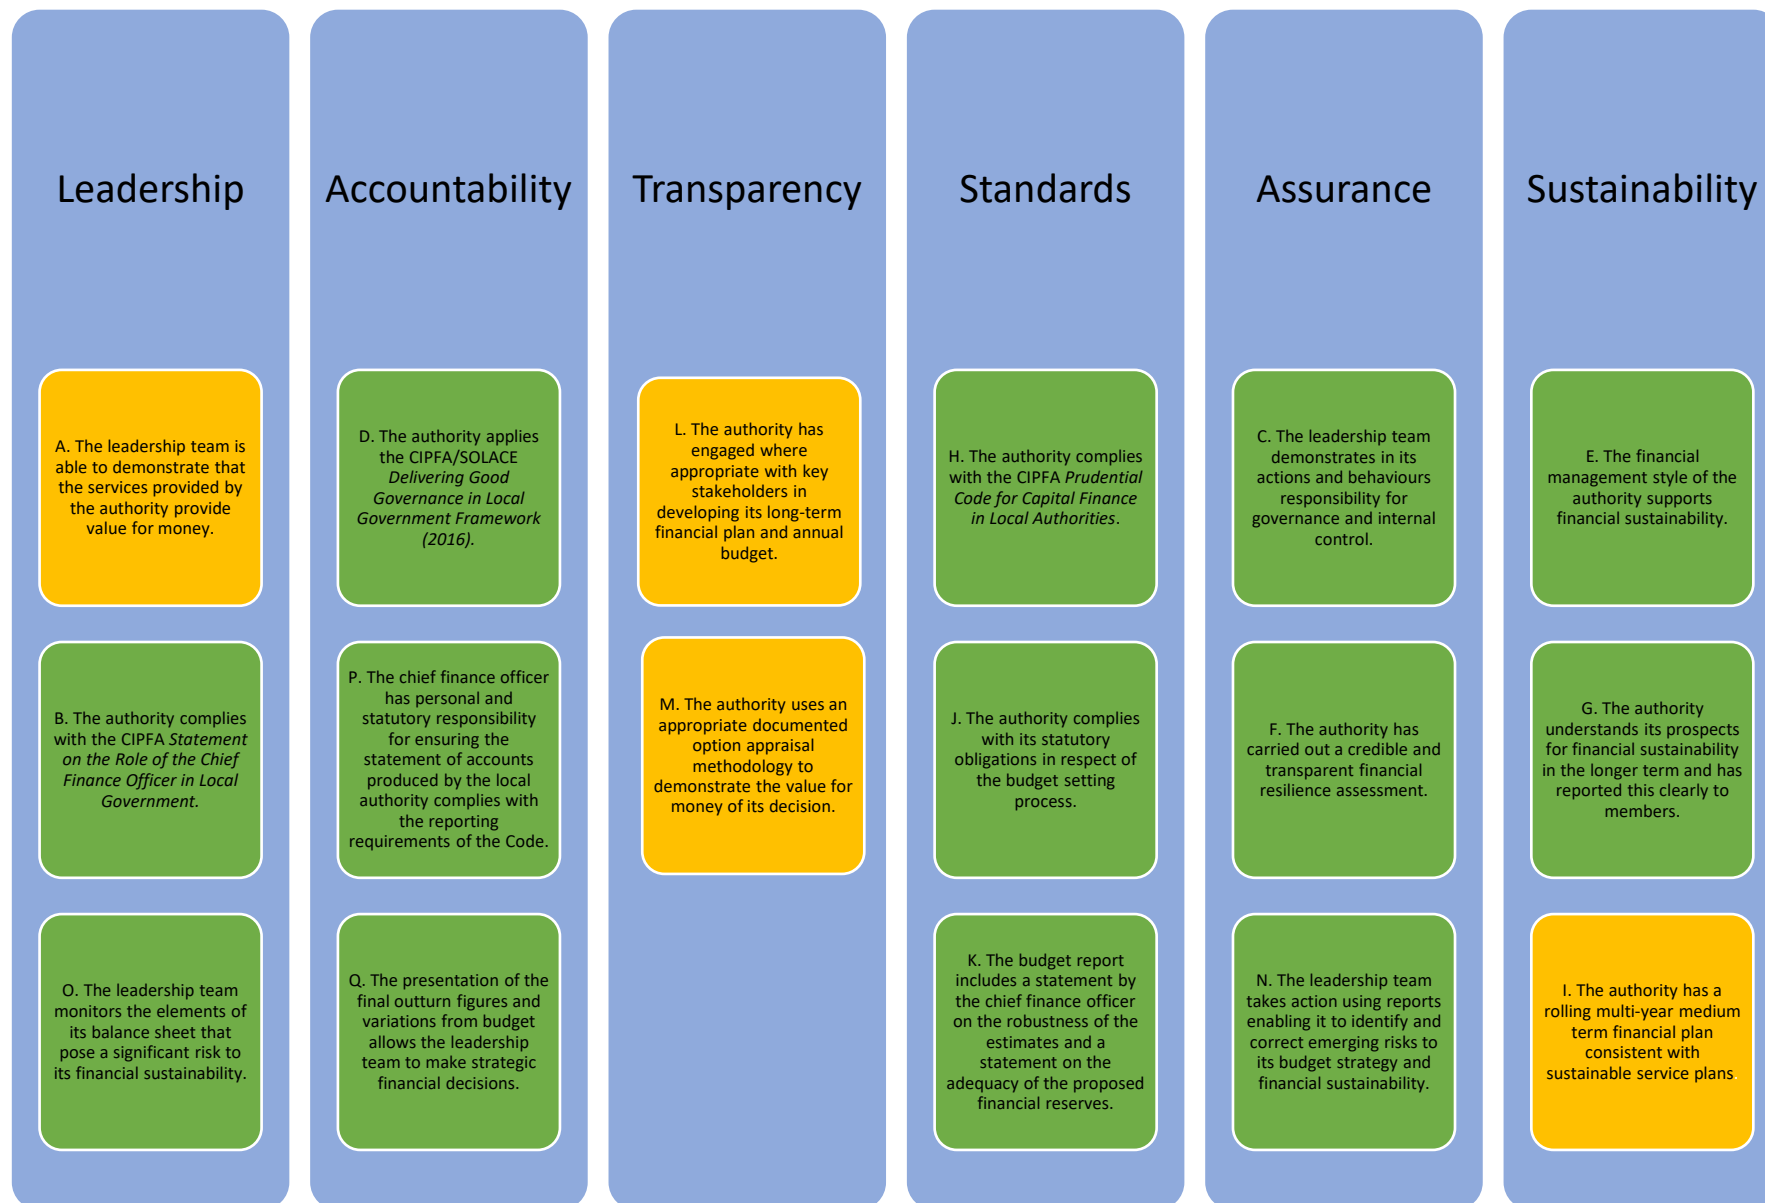 Leadership
A. The leadership team is
able to demonstrate that
the services provided by
the authority provide
value for money.
B. The authority complies
with the CIPFA Statement
on the Role of the Chief
Finance Officer in Local
Government.
O. The leadership team
monitors the elements of
its balance sheet that
pose a significant risk to
its financial sustainability.
Accountability
D. The authority applies
the CIPFA/SOLACE
Delivering Good
Governance in Local
Government Framework
(2016).
P. The chief finance officer
has personal and
statutory responsibility
for ensuring the
statement of accounts
produced by the local
authority complies with
the reporting
requirements of the Code.
Q. The presentation of the
final outturn figures and
variations from budget
allows the leadership
team to make strategic
financial decisions.
Transparency
L. The authority has
engaged where
appropriate with key
stakeholders in
developing its long-term
financial plan and annual
budget.
M. The authority uses an
appropriate documented
option appraisal
methodology to
demonstrate the value for
money of its decision.
Standards
H. The authority complies
with the CIPFA Prudential
Code for Capital Finance
in Local Authorities.
J. The authority complies
with its statutory
obligations in respect of
the budget setting
process.
K. The budget report
includes a statement by
the chief finance officer
on the robustness of the
estimates and a
statement on the
adequacy of the proposed
financial reserves.
Assurance
C. The leadership team
demonstrates in its
actions and behaviours
responsibility for
governance and internal
control.
F. The authority has
carried out a credible and
transparent financial
resilience assessment.
N. The leadership team
takes action using reports
enabling it to identify and
correct emerging risks to
its budget strategy and
financial sustainability.
Sustainability
E. The financial
management style of the
authority supports
financial sustainability.
G. The authority
understands its prospects
for financial sustainability
in the longer term and has
reported this clearly to
members.
I. The authority has a
rolling multi-year medium
term financial plan
consistent with
sustainable service plans.